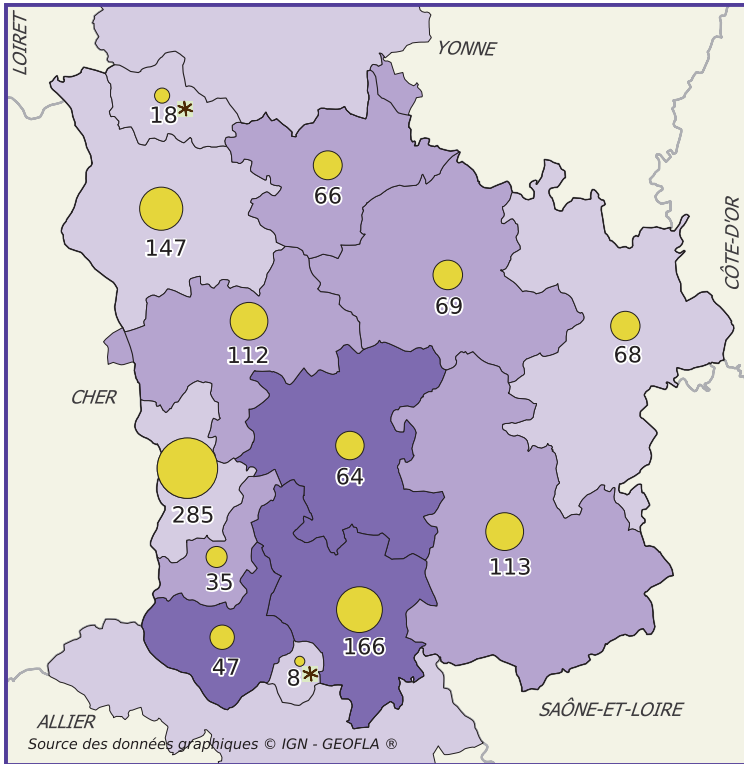 LOIRET
YONNE
18*
66
147
CÔTE-D'OR
69
112
68
CHER
64
285
113
35
166
47
8*
SAÔNE-ET-LOIRE
ALLIER
Source des données graphiques © IGN - GEOFLA ®